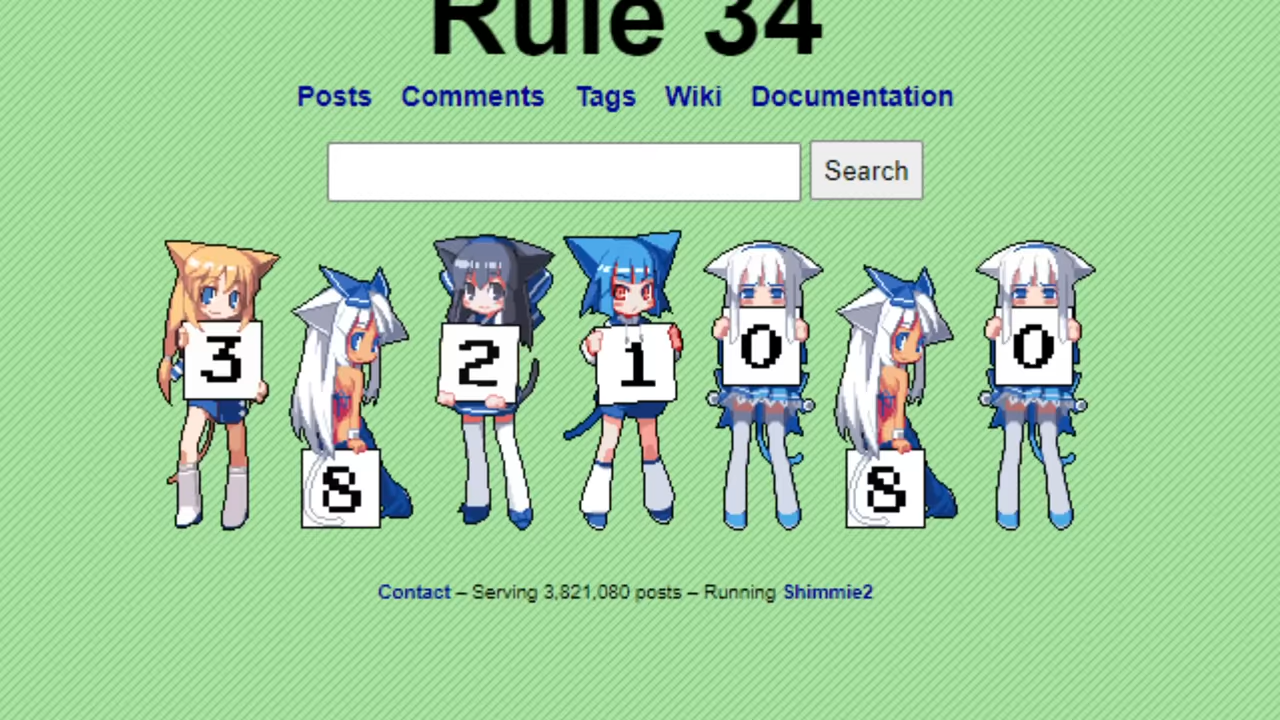 Rule 34
Posts Comments Tags Wiki Documentation
Search
3 8 2 1 0 8 0
Contact – Serving 3,821,080 posts – Running Shimmie2